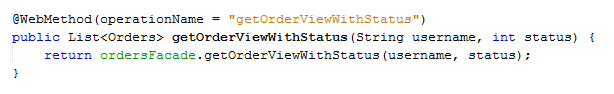 @WebMethod(operationName = "getOrderViewWithStatus")
public List<Orders> getOrderViewWithStatus(String username, int status) {
    return ordersFacade.getOrderViewWithStatus(username, status);
}